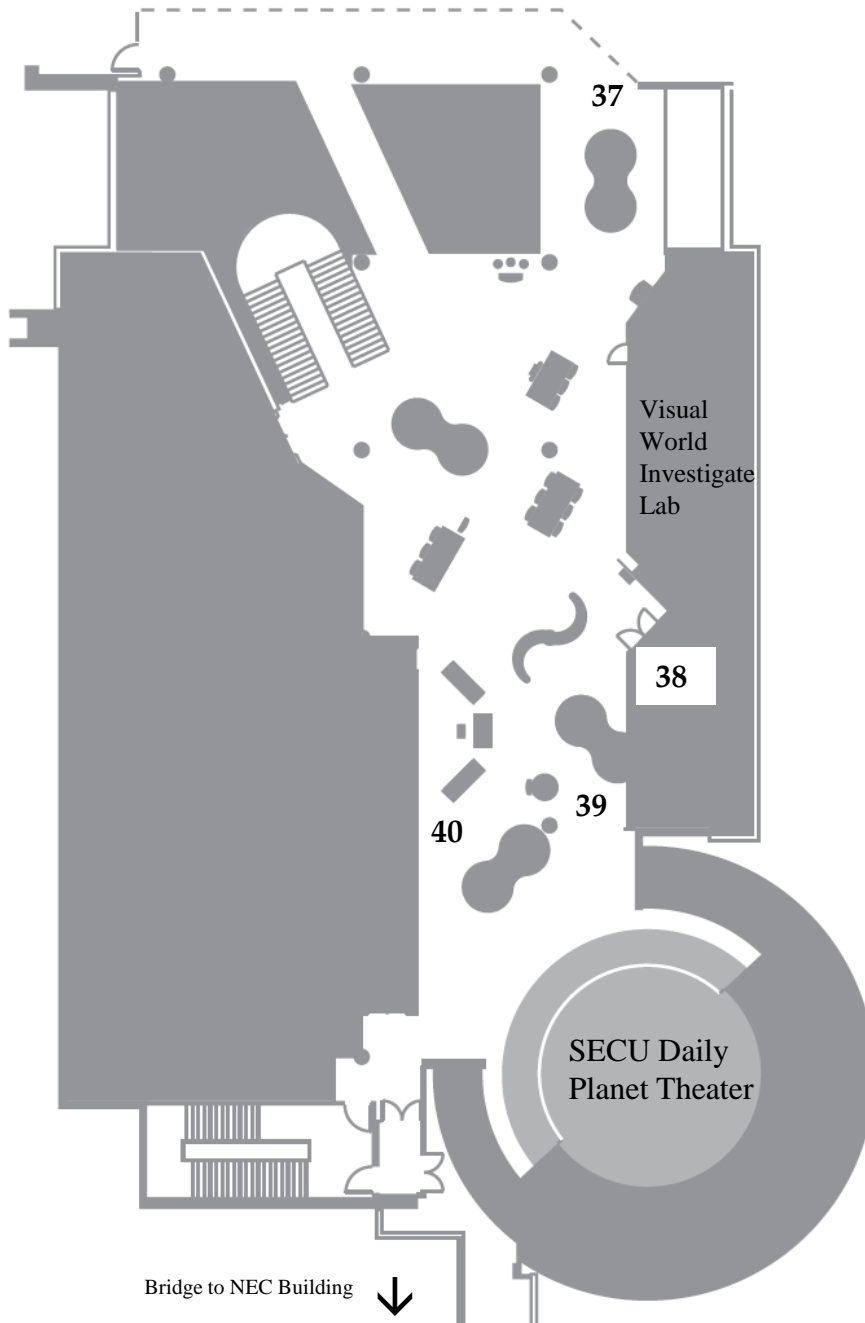 37
Visual
World
Investigate
Lab
38
39
40
SECU Daily
Planet Theater
Bridge to NEC Building